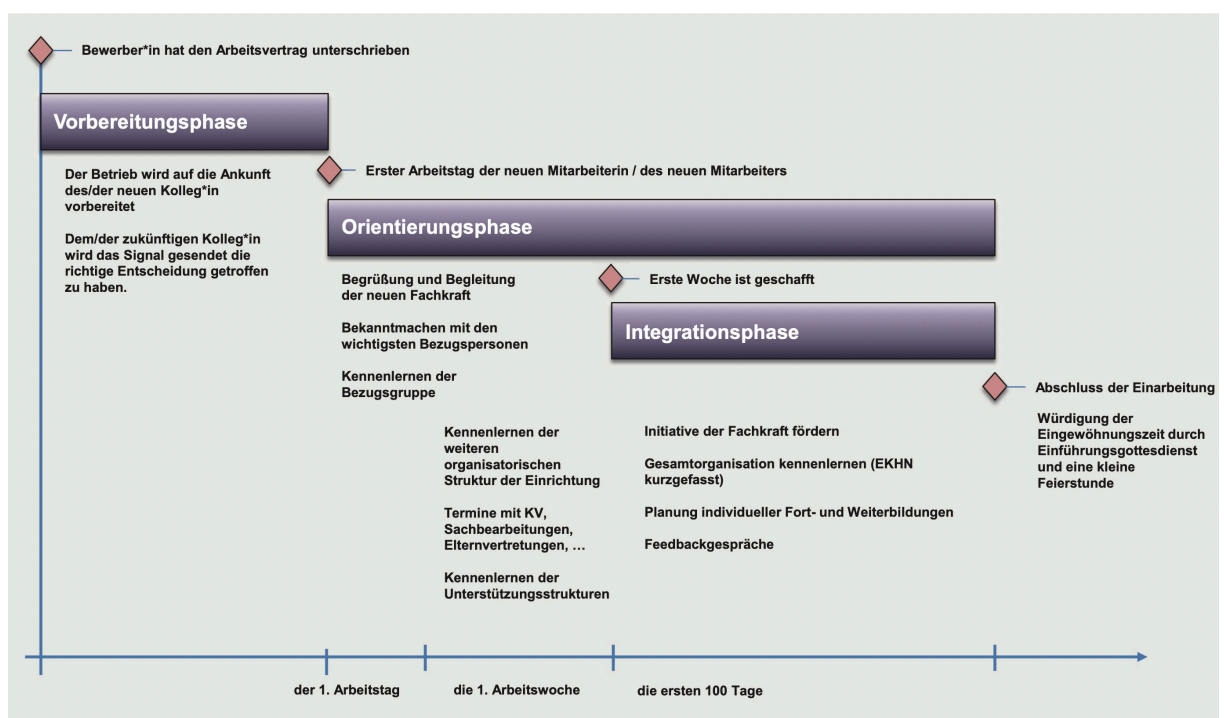 Bewerber*in hat den Arbeitsvertrag unterschrieben
Vorbereitungsphase
Der Betrieb wird auf die Ankunft
des/der neuen Kolleg*in
vorbereitet
Dem/der zukünftigen Kolleg*in
wird das Signal gesendet die
richtige Entscheidung getroffen
zu haben.
Erster Arbeitstag der neuen Mitarbeiterin / des neuen Mitarbeiters
Orientierungsphase
Begrüßung und Begleitung
der neuen Fachkraft
Bekanntmachen mit den
wichtigsten Bezugspersonen
Kennenlernen der
Bezugsgruppe
Kennenlernen der
weiteren
organisatorischen
Struktur der Einrichtung
Termine mit KV,
Sachbearbeitungen,
Elternvertretungen, …
Kennenlernen der
Unterstützungsstrukturen
Erste Woche ist geschafft
Integrationsphase
Initiative der Fachkraft fördern
Gesamtorganisation kennenlernen (EKHN
kurzgefasst)
Planung individueller Fort- und Weiterbildungen
Feedbackgespräche
Abschluss der Einarbeitung
Würdigung der
Eingewöhnungszeit durch
Einführungsgottesdienst
und eine kleine
Feierstunde
der 1. Arbeitstag
die 1. Arbeitswoche
die ersten 100 Tage